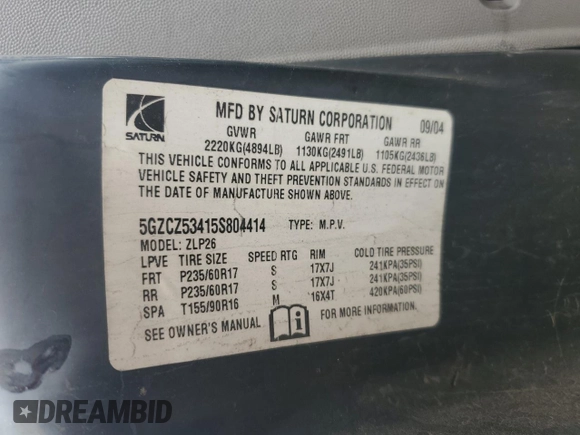 MFD BY SATURN CORPORATION 09/04
SATURN
GVWR GAWR FRT GAWR RR
2220KG(4894LB) 1130KG(2491LB) 1105KG(2436LB)
THIS VEHICLE CONFORMS TO ALL APPLICABLE U.S. FEDERAL MOTOR
VEHICLE SAFETY AND THEFT PREVENTION STANDARDS IN EFFECT ON
THE DATE OF MANUFACTURE SHOWN ABOVE.
5GZCZ53415S804414 TYPE: M.P.V.
MODEL: ZLP26
LPVE TIRE SIZE SPEED RTG RIM COLD TIRE PRESSURE
FRT P235/60R17 S 17X7J 241KPA(35PSI)
RR P235/60R17 S 17X7J 241KPA(35PSI)
SPA T155/90R16 M 16X4T 420KPA(60PSI)
SEE OWNER'S MANUAL FOR MORE INFORMATION.
DREAMBID